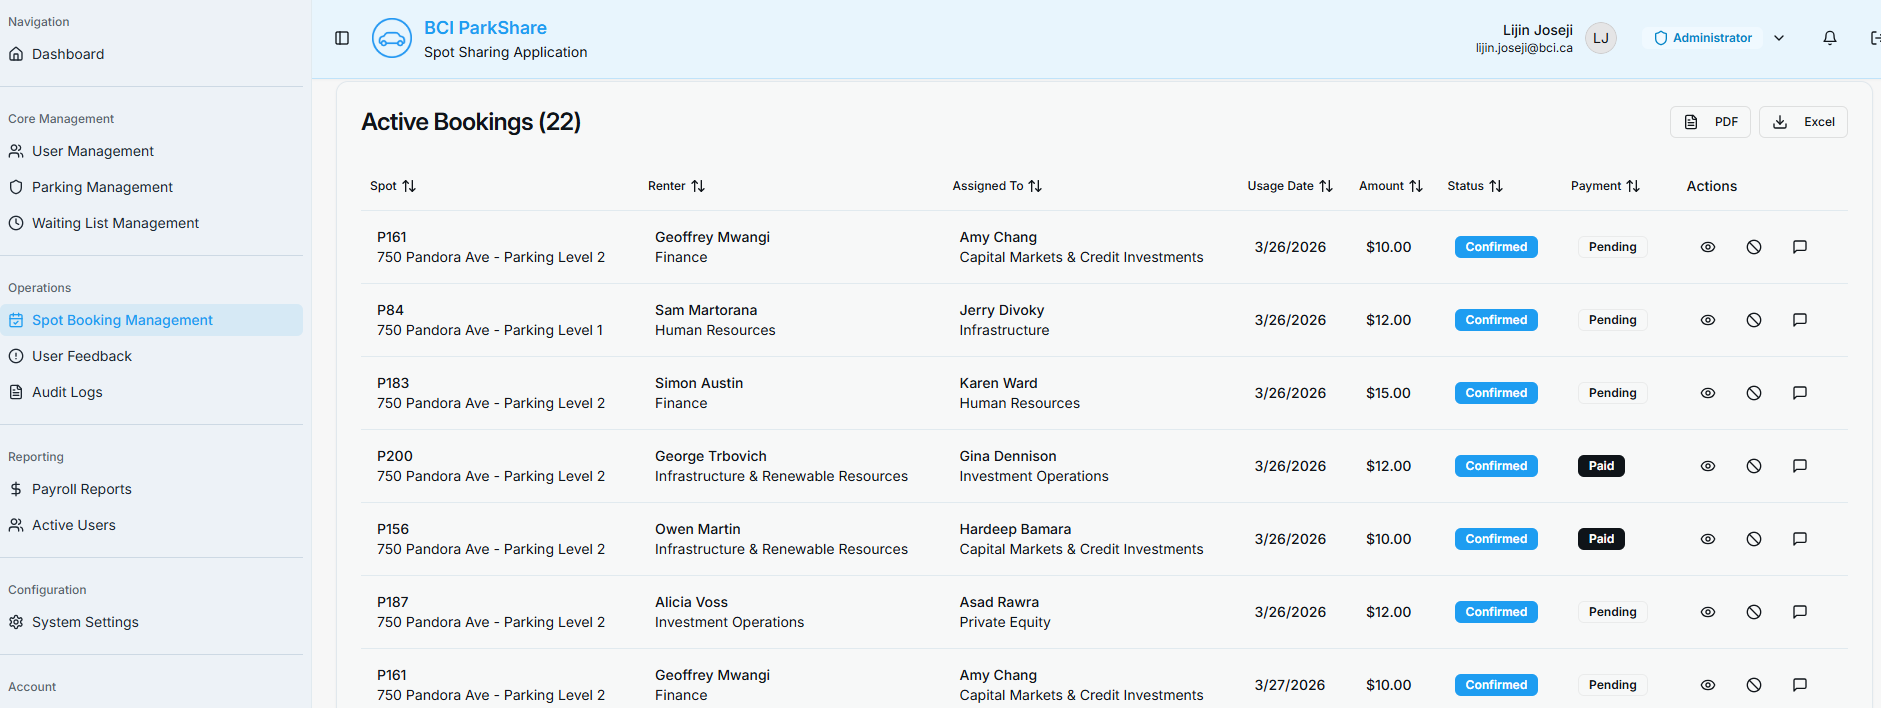 Navigation
Dashboard
Core Management
User Management
Parking Management
Waiting List Management
Operations
Spot Booking Management
User Feedback
Audit Logs
Reporting
Payroll Reports
Active Users
Configuration
System Settings
Account
BCI ParkShare
Spot Sharing Application
Lijin Joseji
lijin.joseji@bci.ca
LJ
Administrator
Active Bookings (22)
PDF
Excel
Spot Renter Assigned To Usage Date Amount Status Payment Actions
P161 Geoffrey Mwangi Amy Chang
750 Pandora Ave - Parking Level 2 Finance Capital Markets & Credit Investments 3/26/2026 $10.00 Confirmed Pending
P84 Sam Martorana Jerry Divoky
750 Pandora Ave - Parking Level 1 Human Resources Infrastructure 3/26/2026 $12.00 Confirmed Pending
P183 Simon Austin Karen Ward
750 Pandora Ave - Parking Level 2 Finance Human Resources 3/26/2026 $15.00 Confirmed Pending
P200 George Trbovich Gina Dennison
750 Pandora Ave - Parking Level 2 Infrastructure & Renewable Resources Investment Operations 3/26/2026 $12.00 Confirmed Paid
P156 Owen Martin Hardeep Bamara
750 Pandora Ave - Parking Level 2 Infrastructure & Renewable Resources Capital Markets & Credit Investments 3/26/2026 $10.00 Confirmed Paid
P187 Alicia Voss Asad Rawra
750 Pandora Ave - Parking Level 2 Investment Operations Private Equity 3/26/2026 $12.00 Confirmed Pending
P161 Geoffrey Mwangi Amy Chang
750 Pandora Ave - Parking Level 2 Finance Capital Markets & Credit Investments 3/27/2026 $10.00 Confirmed Pending